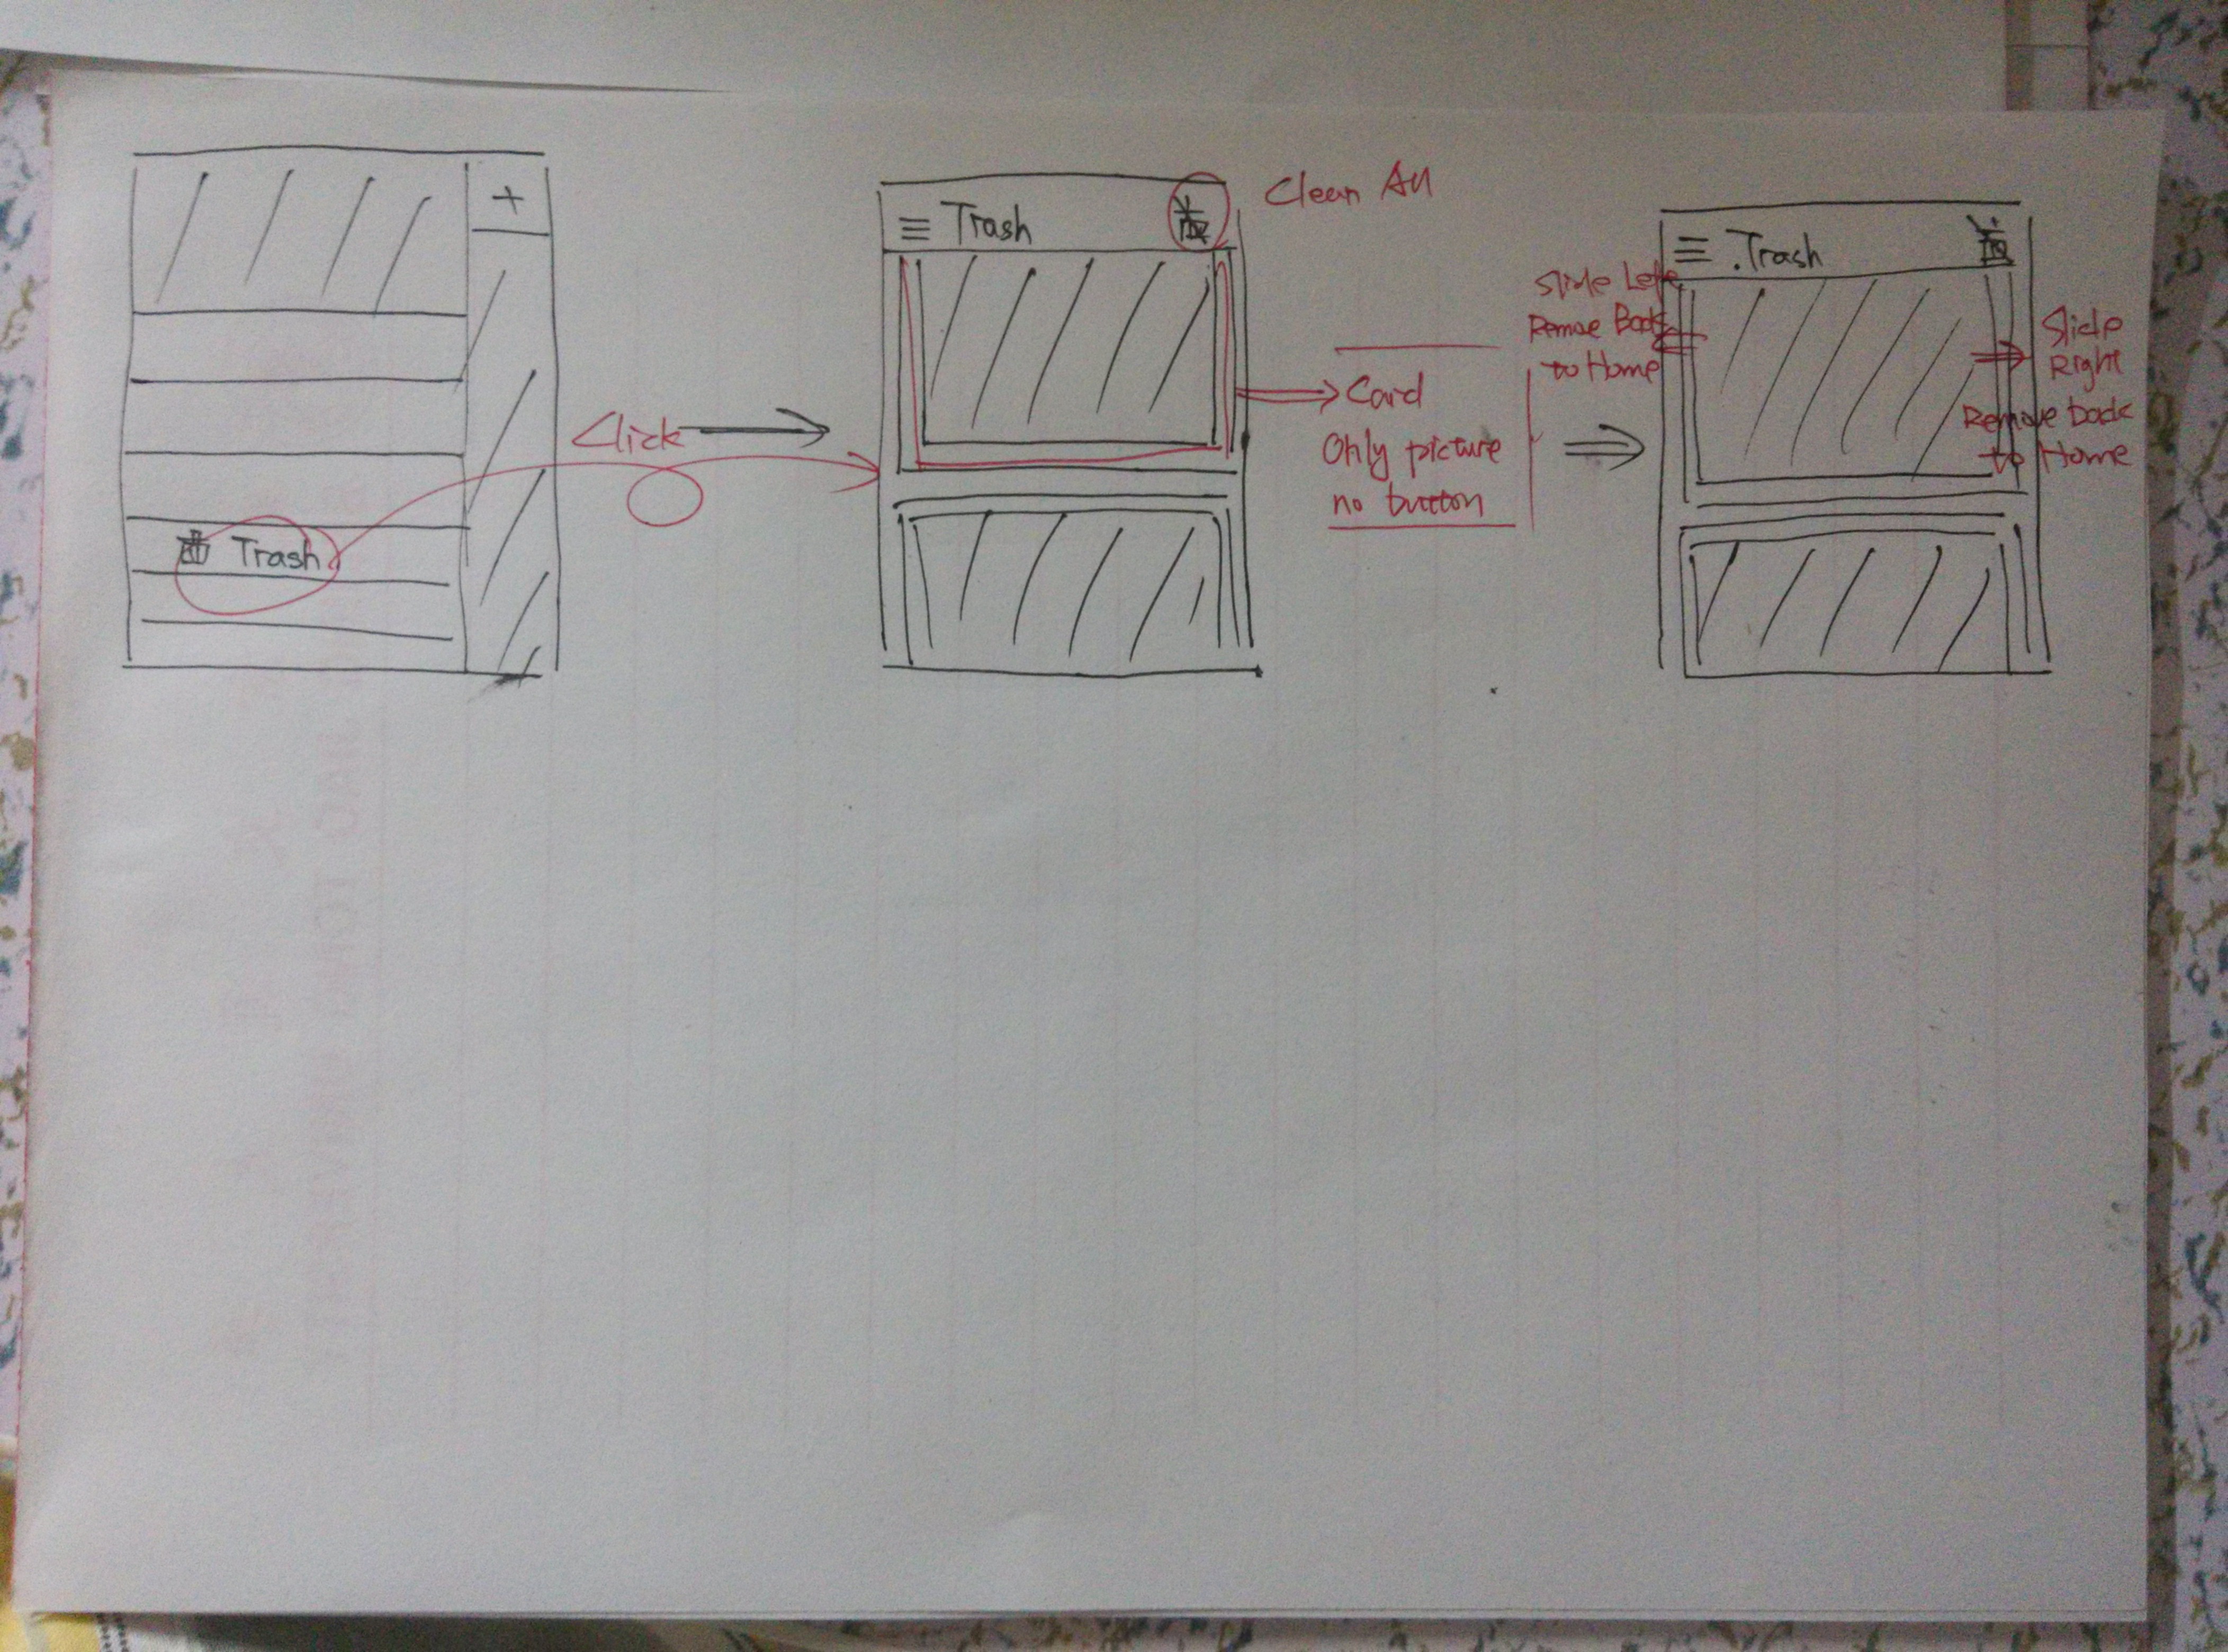 +
Trash
Click
Trash
Clean All
Card
Only picture
no button
Trash
Slide Left
Remove Back
to Home
Slide
Right
Remove back
to Home